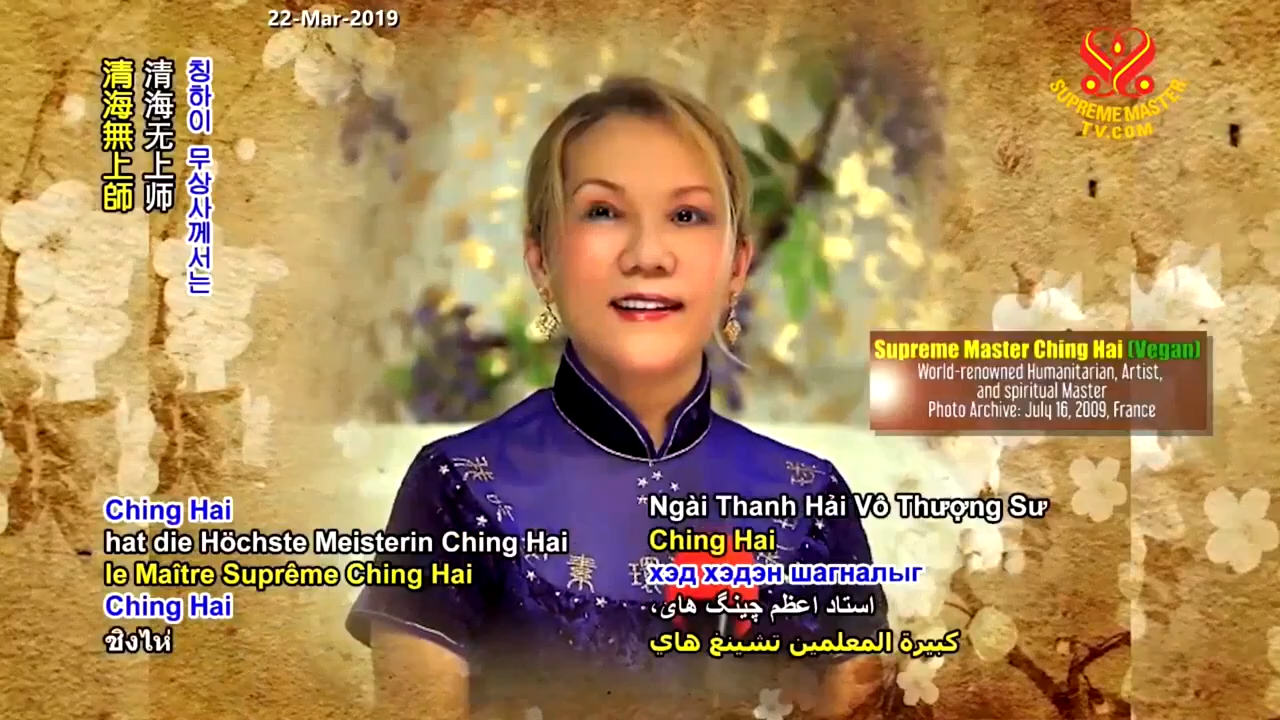 22-Mar-2019
清海無上師
清海无上师
칭하이 무상사께서는
SUPREME MASTER
TV.COM
Supreme Master Ching Hai (Vegan)
World-renowned Humanitarian, Artist,
and spiritual Master
Photo Archive: July 16, 2009, France
Ching Hai
hat die Höchste Meisterin Ching Hai
le Maître Suprême Ching Hai
Ching Hai
ชิงไห่
Ngài Thanh Hải Vô Thượng Sư
Ching Hai
хэд хэдэн шагналыг
استاد اعظم چینگ های،
كبيرة المعلمين تشينغ هاي